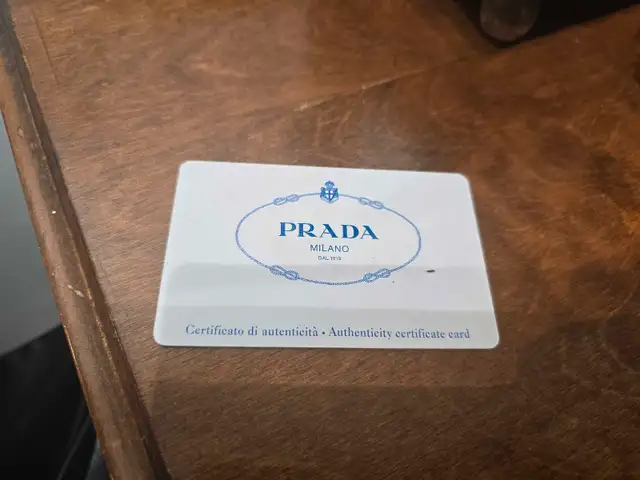 PRADA
MILANO
DAL 1913
Certificato di autenticità • Authenticity certificate card